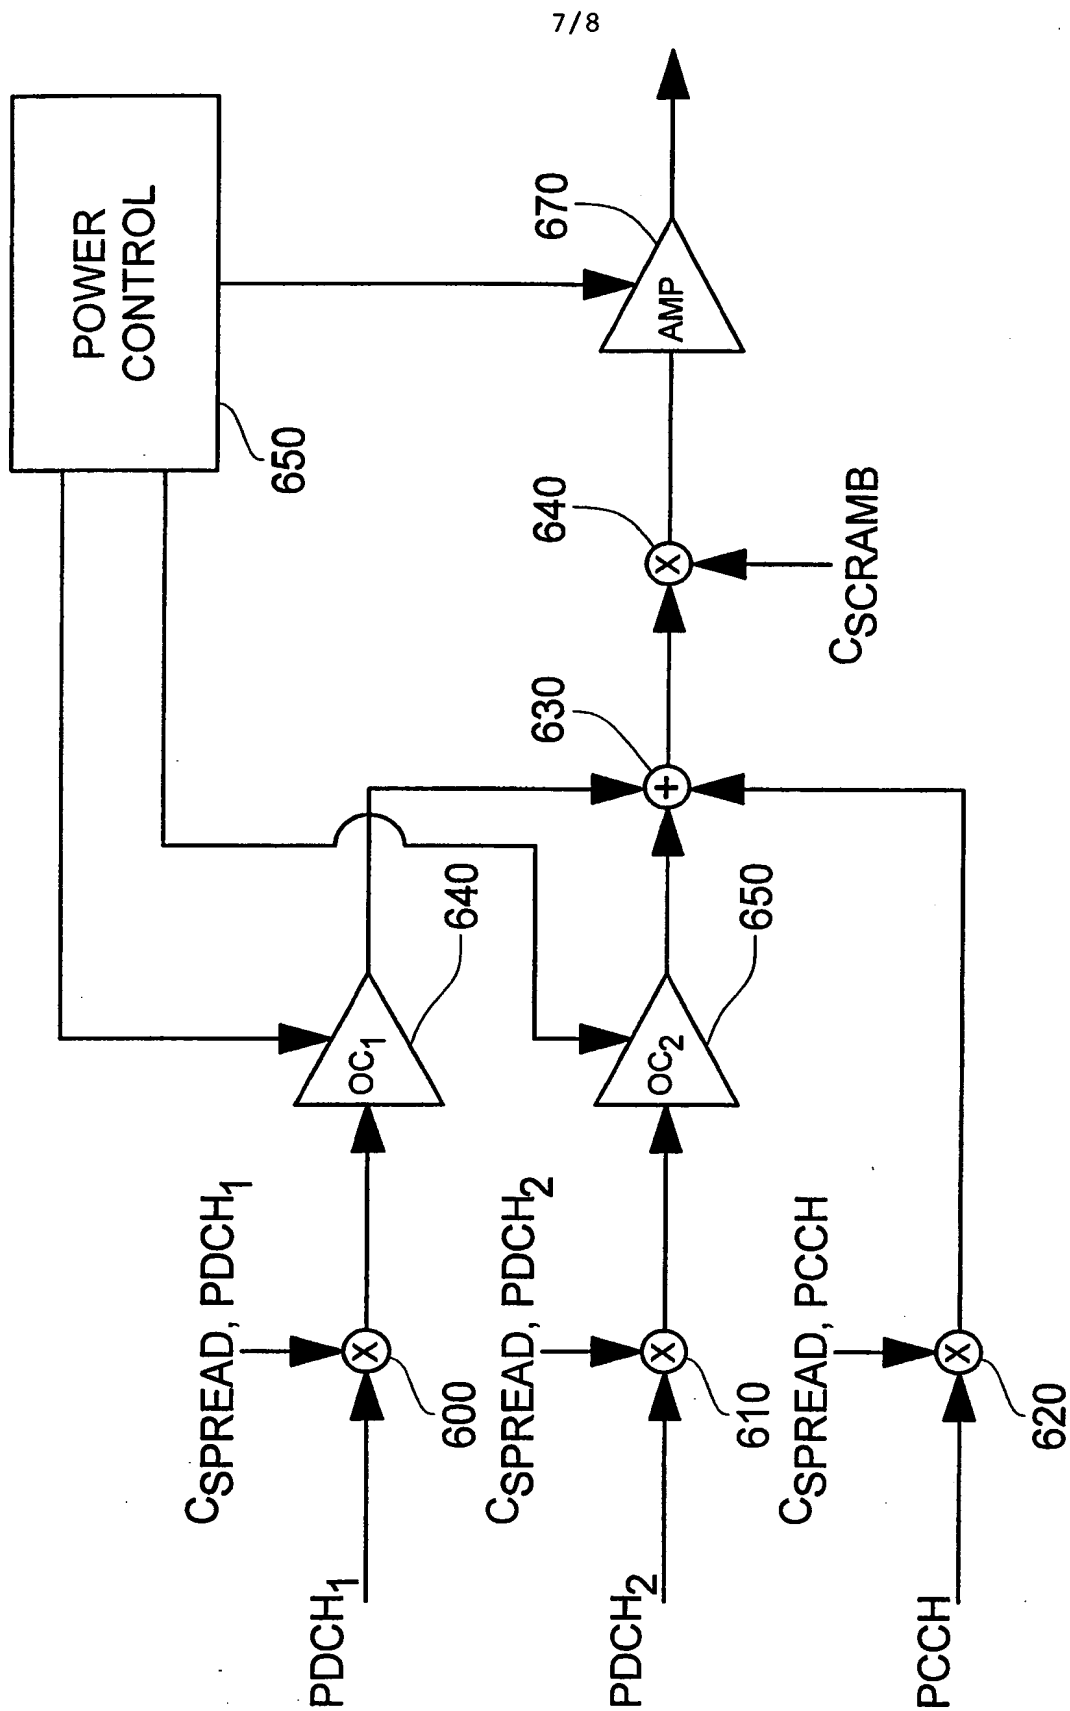 7/8
POWER
CONTROL
650
670
AMP
640
CSCRAMB
630
OC1
640
OC2
650
CSPREAD, PDCH1
600
PDCH1
CSPREAD, PDCH2
610
PDCH2
CSPREAD, PCCH
620
PCCH
X
X
X
+
X